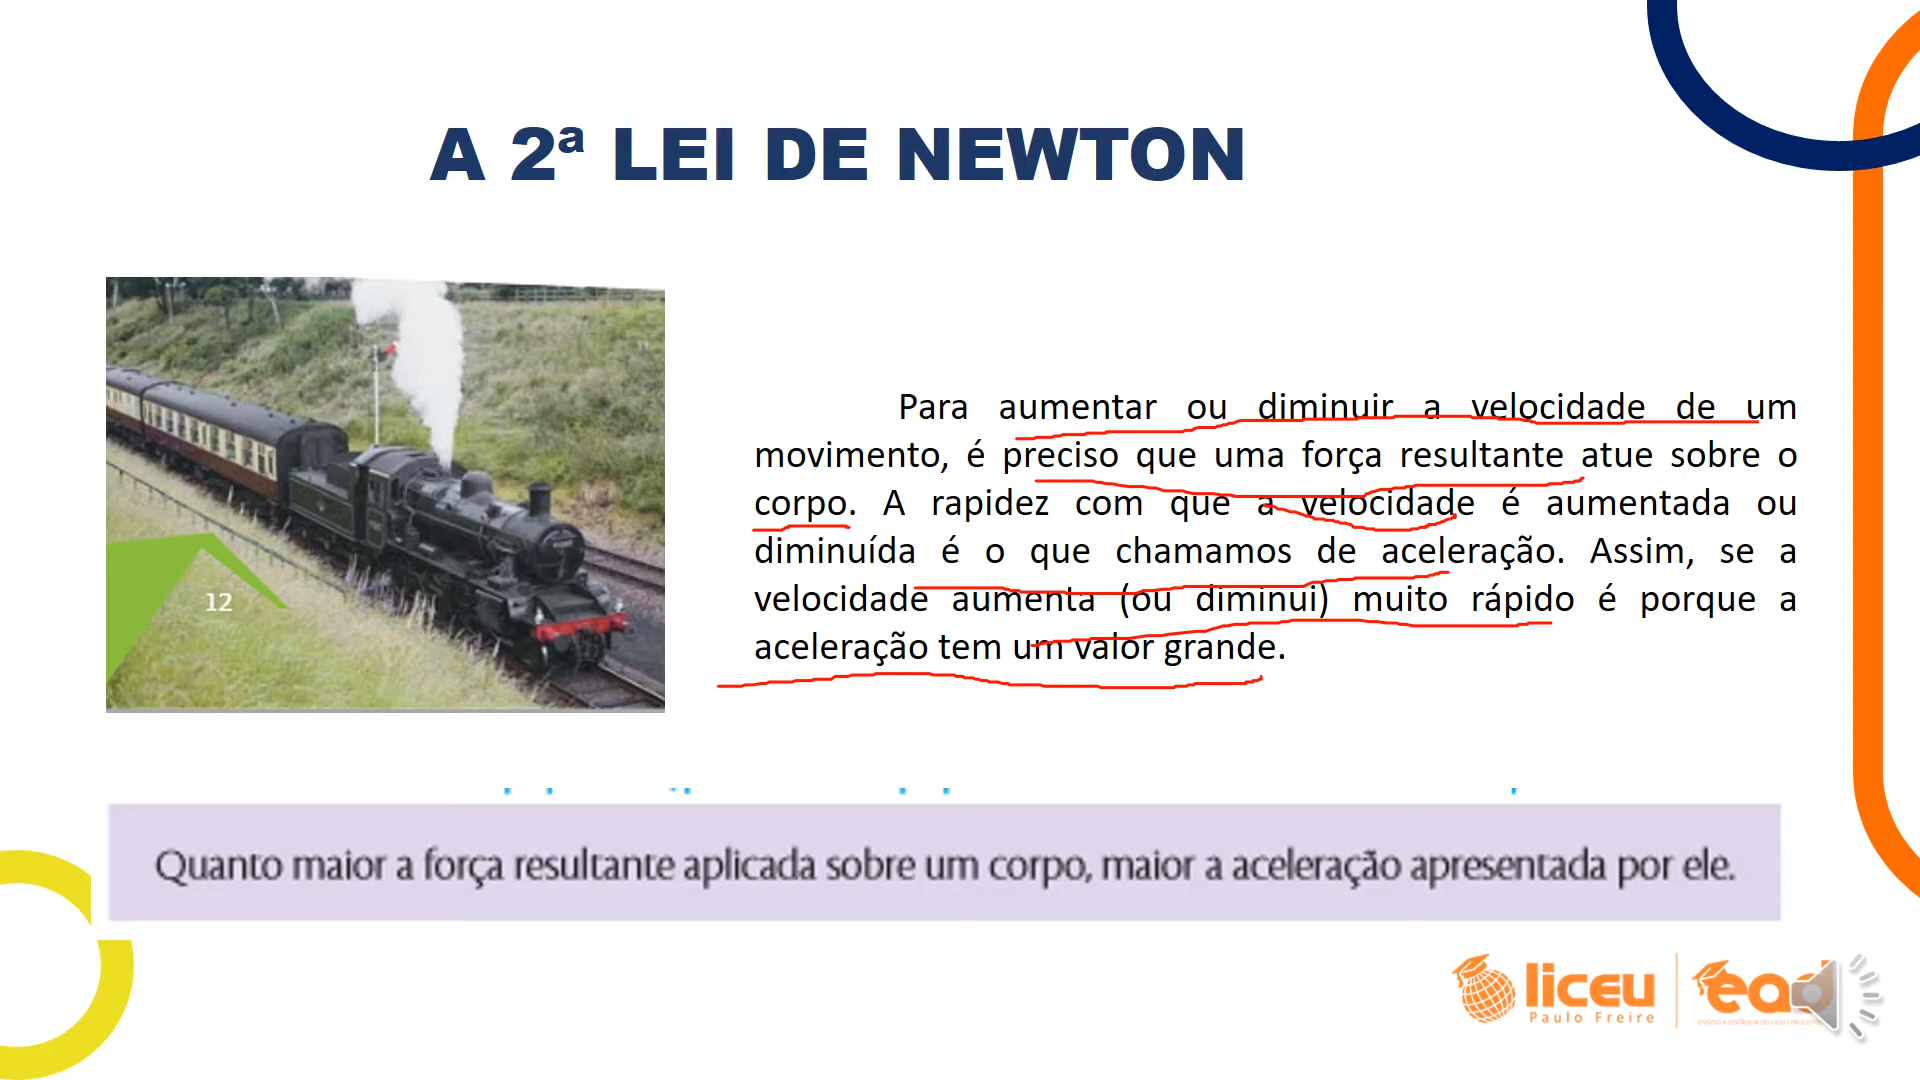 A 2ª LEI DE NEWTON
Para aumentar ou diminuir a velocidade de um
movimento, é preciso que uma força resultante atue sobre o
corpo. A rapidez com que a velocidade é aumentada ou
diminuída é o que chamamos de aceleração. Assim, se a
velocidade aumenta (ou diminui) muito rápido é porque a
aceleração tem um valor grande.
12
Quanto maior a força resultante aplicada sobre um corpo, maior a aceleração apresentada por ele.
liceu
Paulo Freire
ead